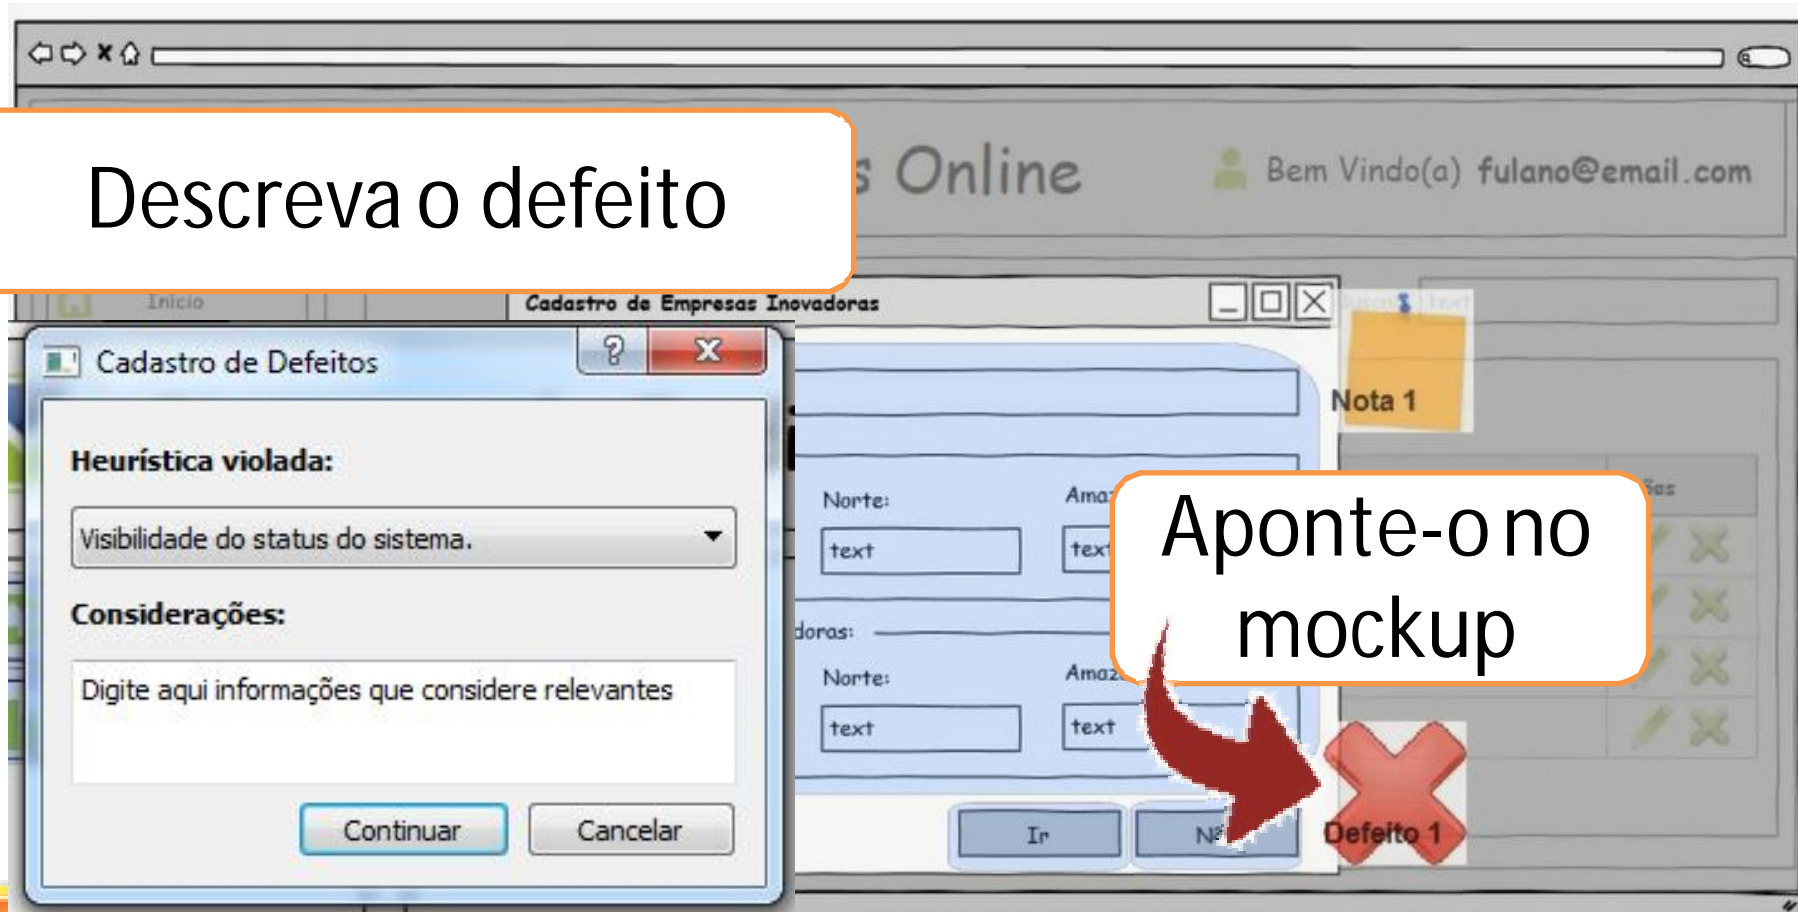 Descreva o defeito
s Online
Bem Vindo(a) fulano@email.com
Início
Cadastro de Empresas Inovadoras
text
Cadastro de Defeitos
Nota 1
Heurística violada:
Visibilidade do status do sistema.
Norte:
text
text
Aponte-o no
mockup
Considerações:
doras:
Digite aqui informações que considere relevantes
Norte:
text
text
Continuar
Cancelar
Ir
Defeito 1